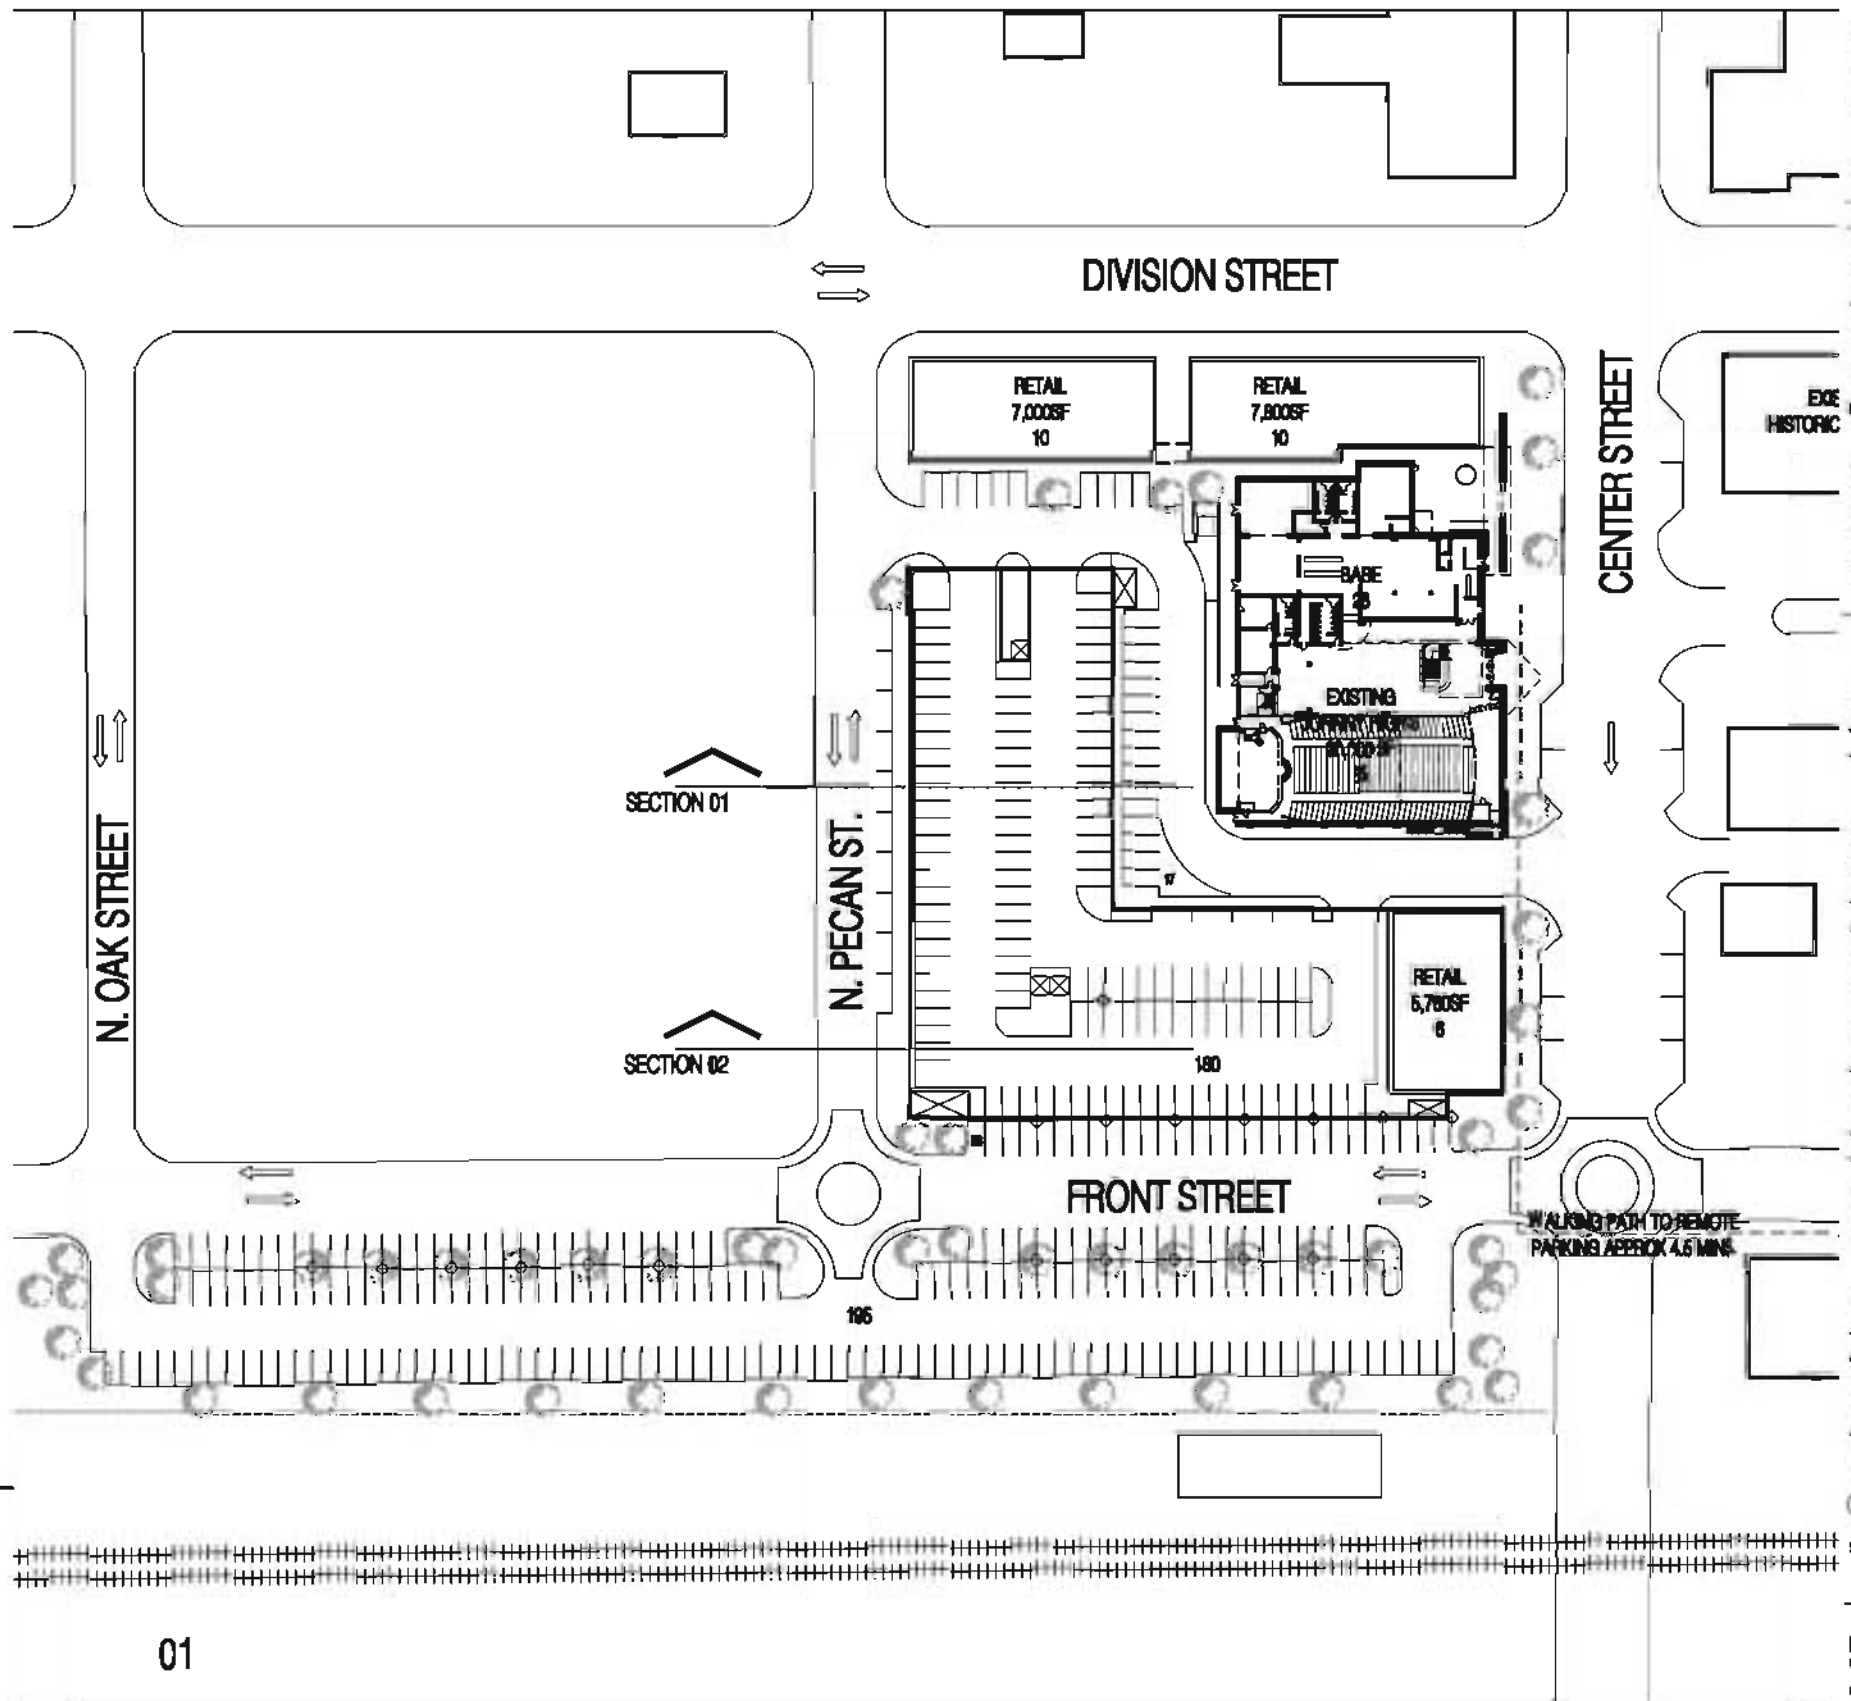 DIVISION STREET
CENTER STREET
RETAIL
7,000SF
10
RETAIL
7,800SF
10
HISTORIC
BABE
EXISTING
SECTION 01
N. OAK STREET
N. PECAN ST.
17
RETAIL
5,760SF
6
SECTION 02
180
FRONT STREET
WALKING PATH TO REMOTE
PARKING APPROX 4.5 MINS
195
01